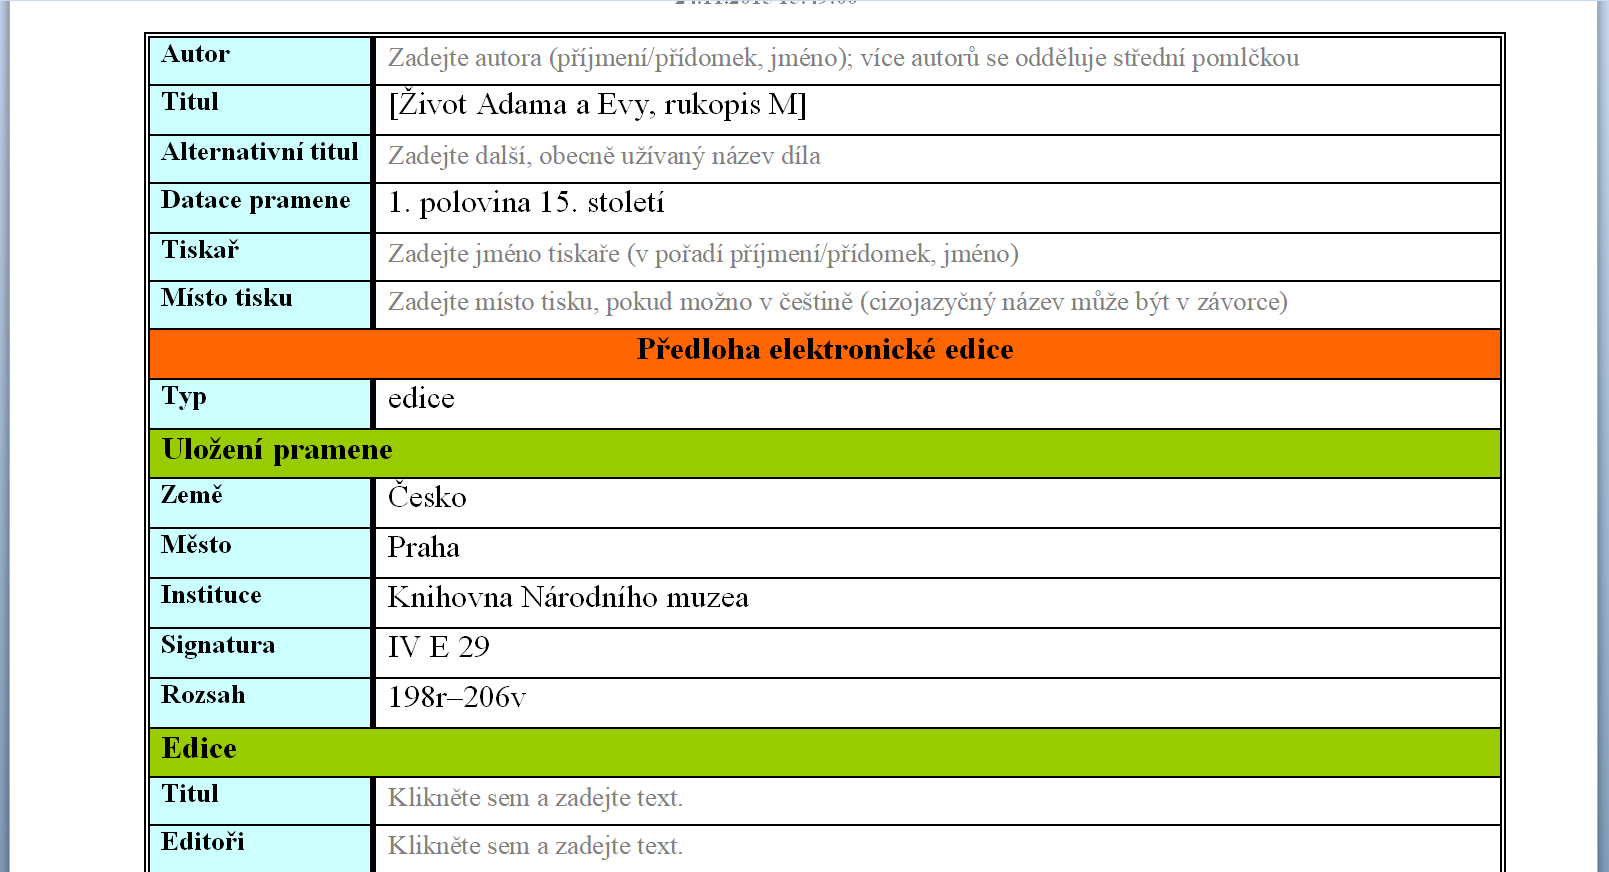 Autor Zadejte autora (příjmení/přídomek, jméno); více autorů se odděluje střední pomlčkou
Titul [Život Adama a Evy, rukopis M]
Alternativní titul Zadejte další, obecně užívaný název díla
Datace pramene 1. polovina 15. století
Tiskař Zadejte jméno tiskaře (v pořadí příjmení/přídomek, jméno)
Místo tisku Zadejte místo tisku, pokud možno v češtině (cizojazyčný název může být v závorce)
Předloha elektronické edice
Typ edice
Uložení pramene
Země Česko
Město Praha
Instituce Knihovna Národního muzea
Signatura IV E 29
Rozsah 198r–206v
Edice
Titul Klikněte sem a zadejte text.
Editoři Klikněte sem a zadejte text.